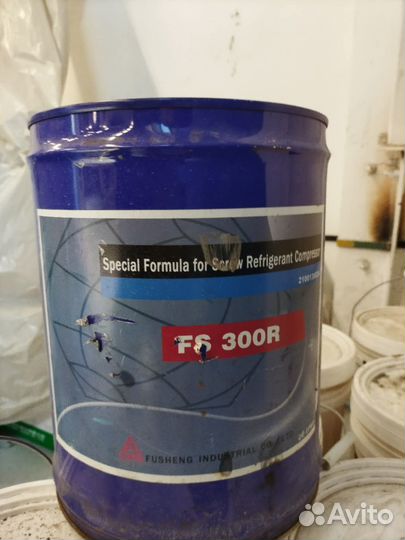 Special Formula for Screw Refrigerant Compressor
FS 300R
FUSHENG INDUSTRIAL CO., LTD.
Avito